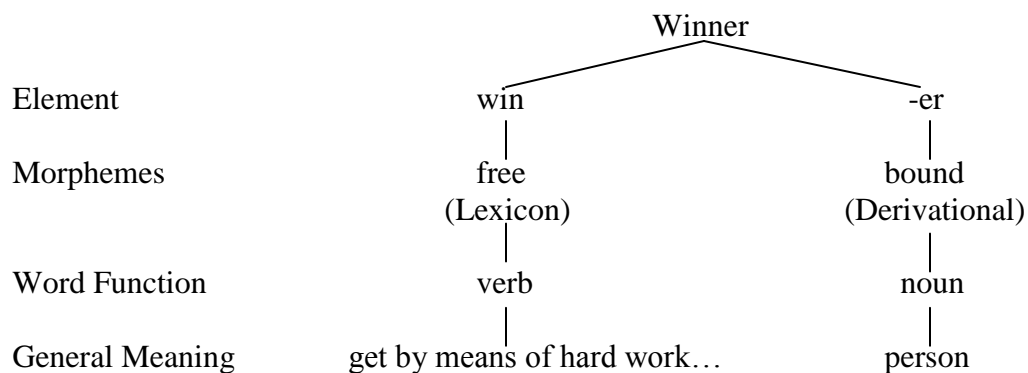 Winner
Element win -er
Morphemes free bound
(Lexicon) (Derivational)
Word Function verb noun
General Meaning get by means of hard work… person